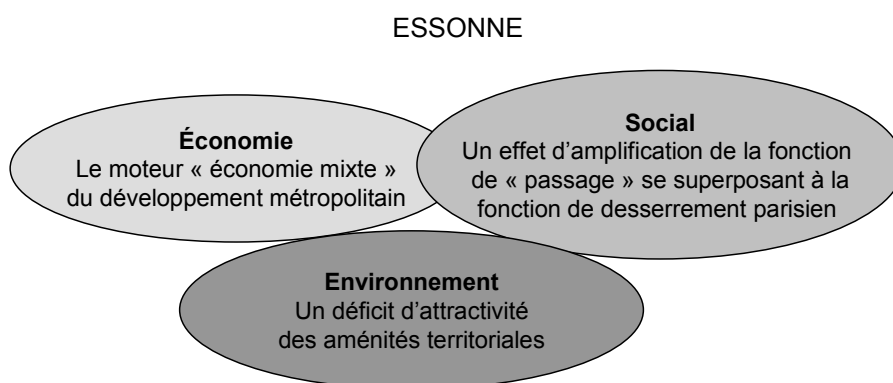 ESSONNE
Économie
Le moteur « économie mixte »
du développement métropolitain
Social
Un effet d’amplification de la fonction
de « passage » se superposant à la
fonction de desserrement parisien
Environnement
Un déficit d’attractivité
des aménités territoriales